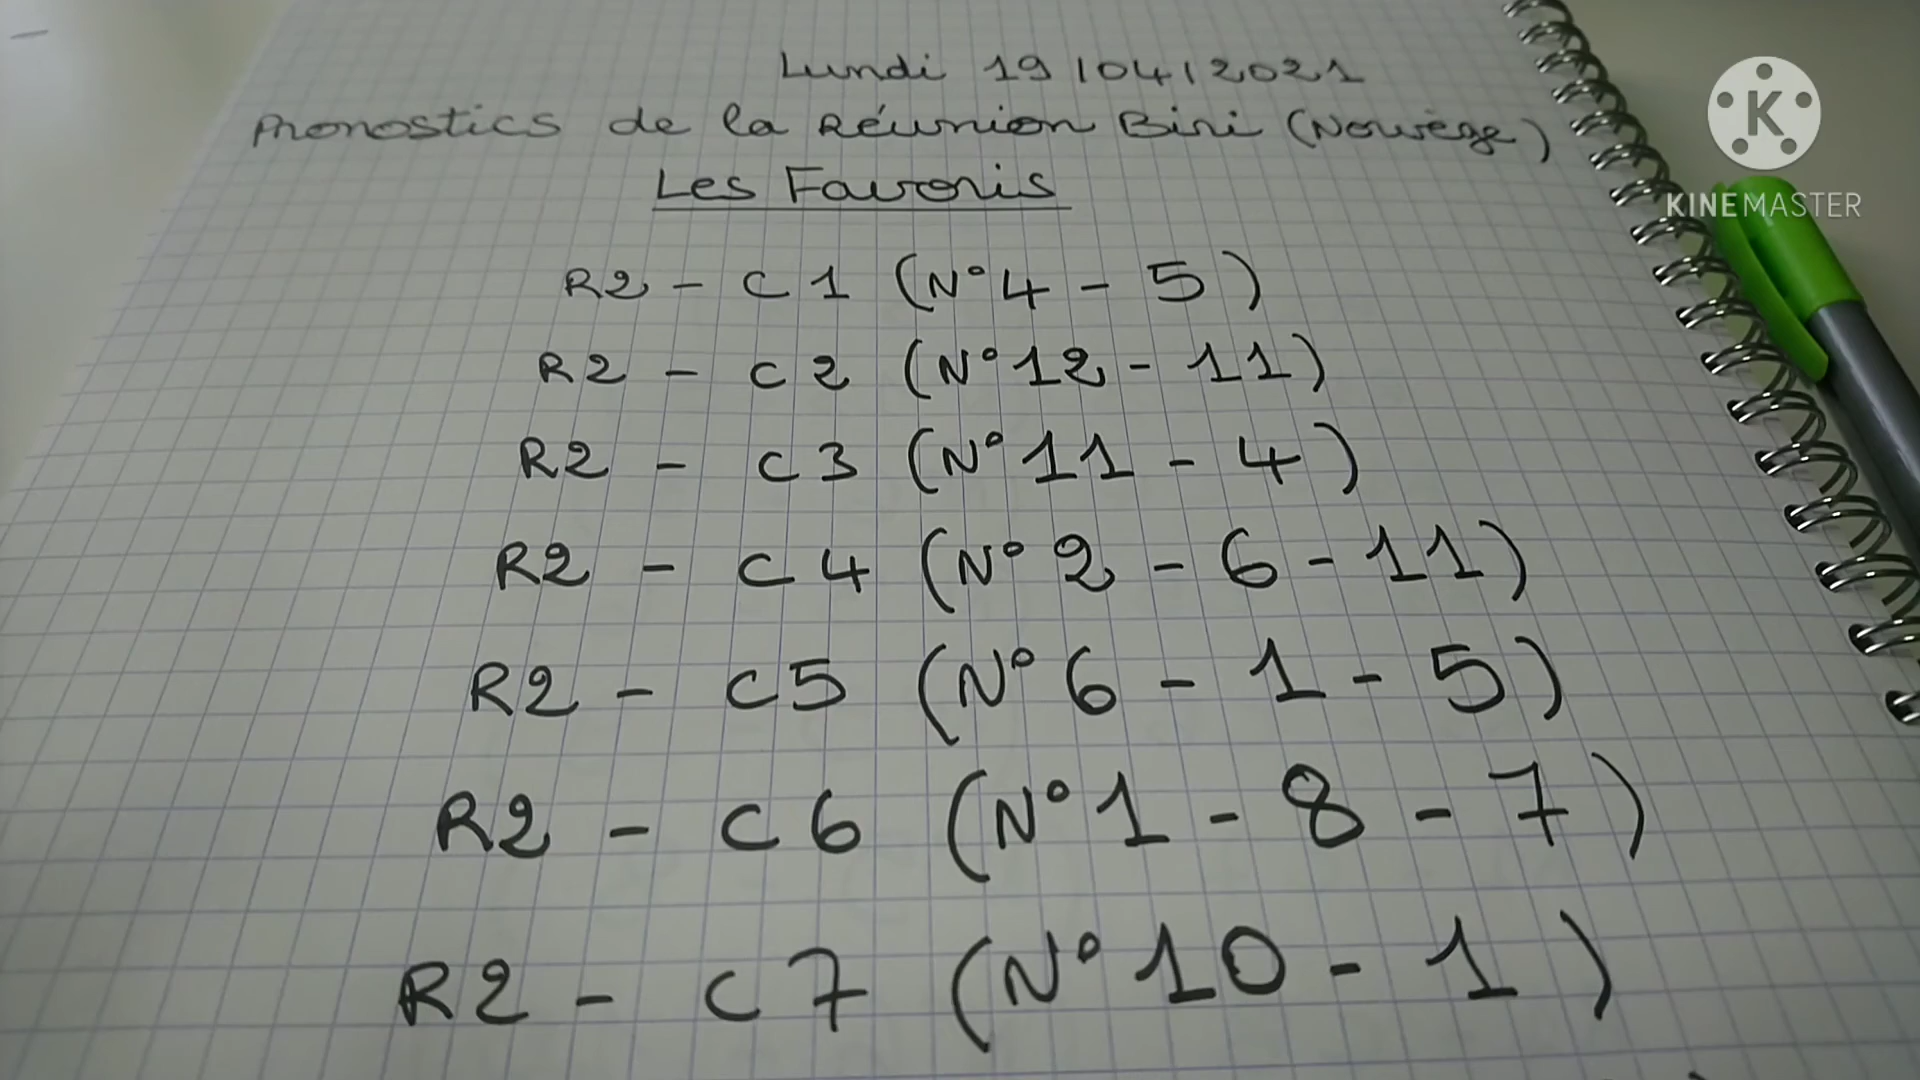 Lundi 19/04/2021
Pronostics de la Réunion Biri (Norvège)
Les Favoris
R2 - C1 (N°4 - 5)
R2 - C2 (N°12 - 11)
R2 - C3 (N°11 - 4)
R2 - C4 (N°2 - 6 - 11)
R2 - C5 (N°6 - 1 - 5)
R2 - C6 (N°1 - 8 - 7)
R2 - C7 (N°10 - 1)
K
KINEMASTER